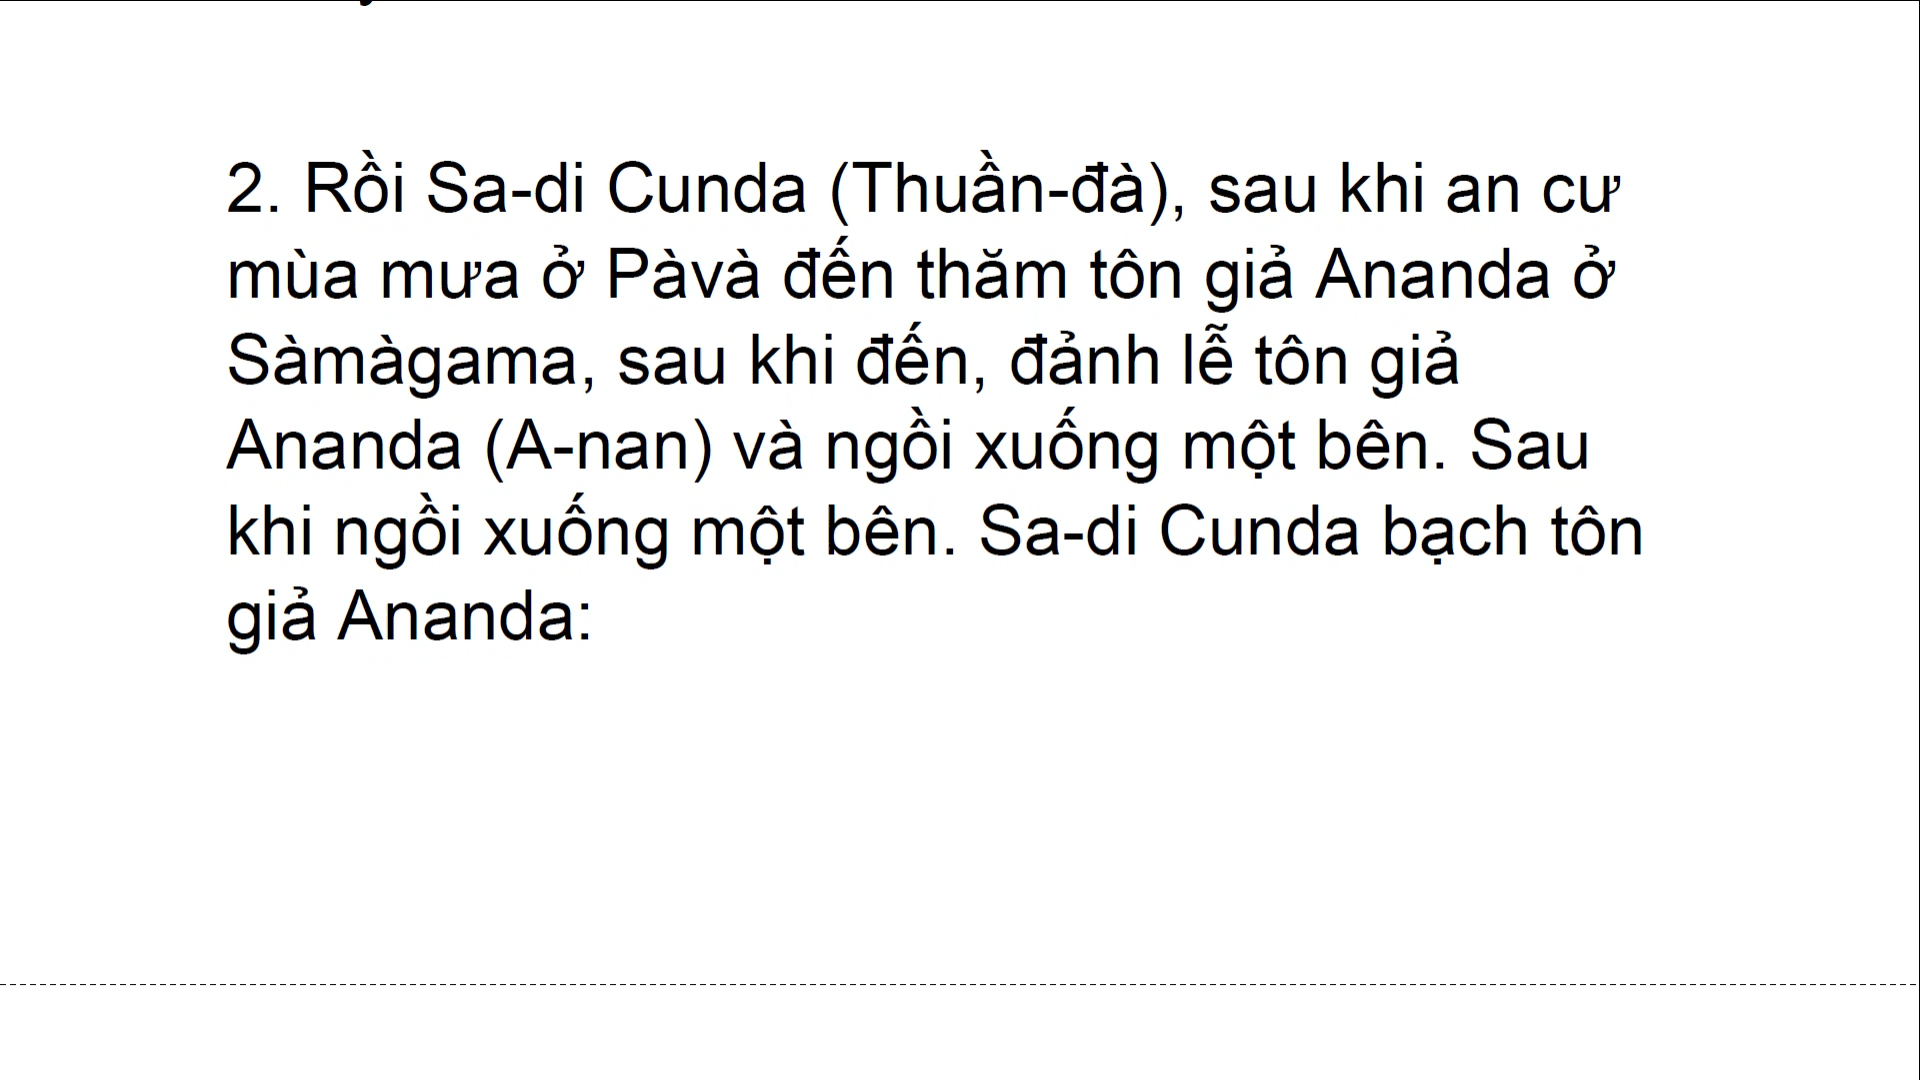 2. Rồi Sa-di Cunda (Thuần-đà), sau khi an cư
mùa mưa ở Pàvà đến thăm tôn giả Ananda ở
Sàmàgama, sau khi đến, đảnh lễ tôn giả
Ananda (A-nan) và ngồi xuống một bên. Sau
khi ngồi xuống một bên. Sa-di Cunda bạch tôn
giả Ananda: